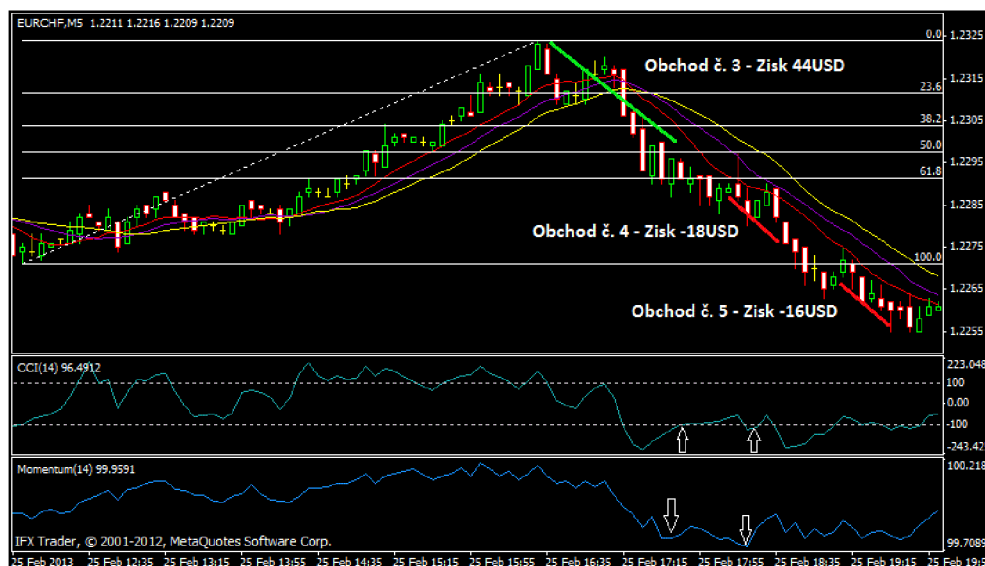 EURCHF,M5 1.2211 1.2216 1.2209 1.2209
0.0
1.2325
Obchod č. 3 - Zisk 44USD
1.2315
23.6
1.2305
38.2
50.0
1.2295
61.8
1.2285
Obchod č. 4 - Zisk -18USD
1.2275
100.0
1.2265
Obchod č. 5 - Zisk -16USD
1.2255
CCI(14) 96.4912
223.048
100
0.00
-100
-243.42
Momentum(14) 99.9591
100.218
IFX Trader, © 2001-2012, MetaQuotes Software Corp.
99.7089
25 Feb 2013 25 Feb 12:35 25 Feb 13:15 25 Feb 13:55 25 Feb 14:35 25 Feb 15:15 25 Feb 15:55 25 Feb 16:35 25 Feb 17:15 25 Feb 17:55 25 Feb 18:35 25 Feb 19:15 25 Feb